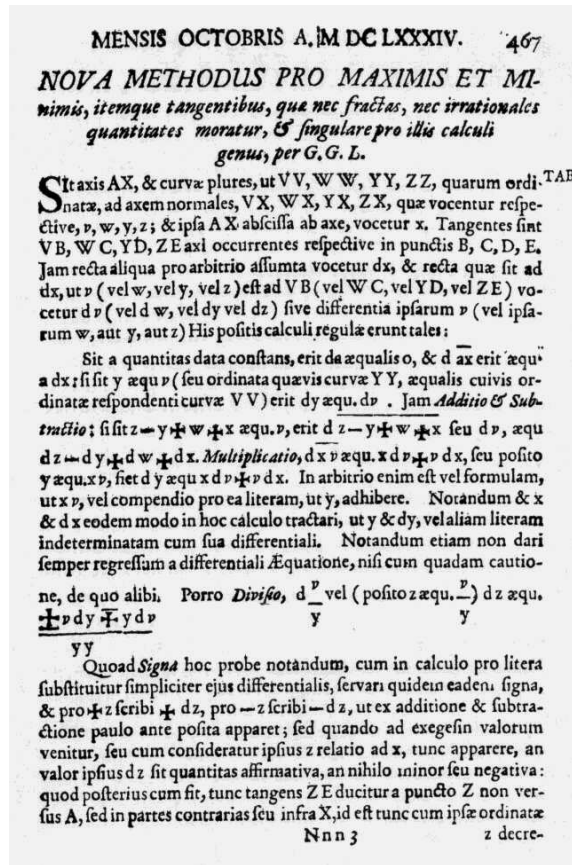 MENSIS OCTOBRIS A. M DC LXXXIV. 467
NOVA METHODUS PRO MAXIMIS ET MI-
nimis, itemque tangentibus, quæ nec fractas, nec irrationales
quantitates moratur, & ſingulare pro illis calculi
genus, per G. G. L.
SIt axis AX, & curvæ plures, ut VV, WW, YY, ZZ, quarum ordi- TAB
natæ, ad axem normales, VX, WX, YX, ZX, quæ vocentur reſpe-
ctive, v, w, y, z; & ipſa AX abſciſſa ab axe, vocetur x. Tangentes ſint
VB, WC, YD, ZE axi occurrentes reſpective in punctis B, C, D, E.
Jam recta aliqua pro arbitrio aſſumta vocetur dx, & recta quæ ſit ad
dx, ut v (vel w, vel y, vel z) eſt ad VB (vel WC, vel YD, vel ZE) vo-
cetur dv (vel dw, vel dy vel dz) ſive differentia ipſarum v (vel ipſa-
rum w, aut y, aut z) His poſitis calculi regulæ erunt tales:
Sit a quantitas data conſtans, erit da æqualis 0, & d ax erit æqu.
a dx: ſi ſit y æqu v (ſeu ordinata quævis curvæ YY, æqualis cuivis or-
dinatæ reſpondenti curvæ VV) erit dy æqu. dv. Jam Additio & Sub-
tractio: ſi ſit z - y + w + x æqu. v, erit d z - y + w + x ſeu dv, æqu
dz - dy + dw + dx. Multiplicatio, d x v æqu. x dv + v dx, ſeu poſito
y æqu. xv, fiet dy æqu x dv + v dx. In arbitrio enim eſt vel formulam,
ut xv, vel compendio pro ea literam, ut y, adhibere. Notandum & x
& dx eodem modo in hoc calculo tractari, ut y & dy, vel aliam literam
indeterminatam cum ſua differentiali. Notandum etiam non dari
ſemper regreſſum a differentiali Æquatione, niſi cum quadam cautio-
ne, de quo alibi. Porro Diviſio, d v/y vel (poſito z æqu. v/y) dz æqu.
± v dy ∓ y dv
yy
Quoad Signa hoc probe notandum, cum in calculo pro litera
ſubſtituitur ſimpliciter ejus differentialis, ſervari quidem eadem ſigna,
& pro + z ſcribi + dz, pro - z ſcribi - dz, ut ex additione & ſubtra-
ctione paulo ante poſita apparet; ſed quando ad exegeſin valorum
venitur, ſeu cum conſideratur ipſius z relatio ad x, tunc apparere, an
valor ipſius dz ſit quantitas affirmativa, an nihilo minor ſeu negativa:
quod poſterius cum fit, tunc tangens ZE ducitur a puncto Z non ver-
ſus A, ſed in partes contrarias ſeu infra X, id eſt tunc cum ipſæ ordinatæ
Nnn 3 z decre-